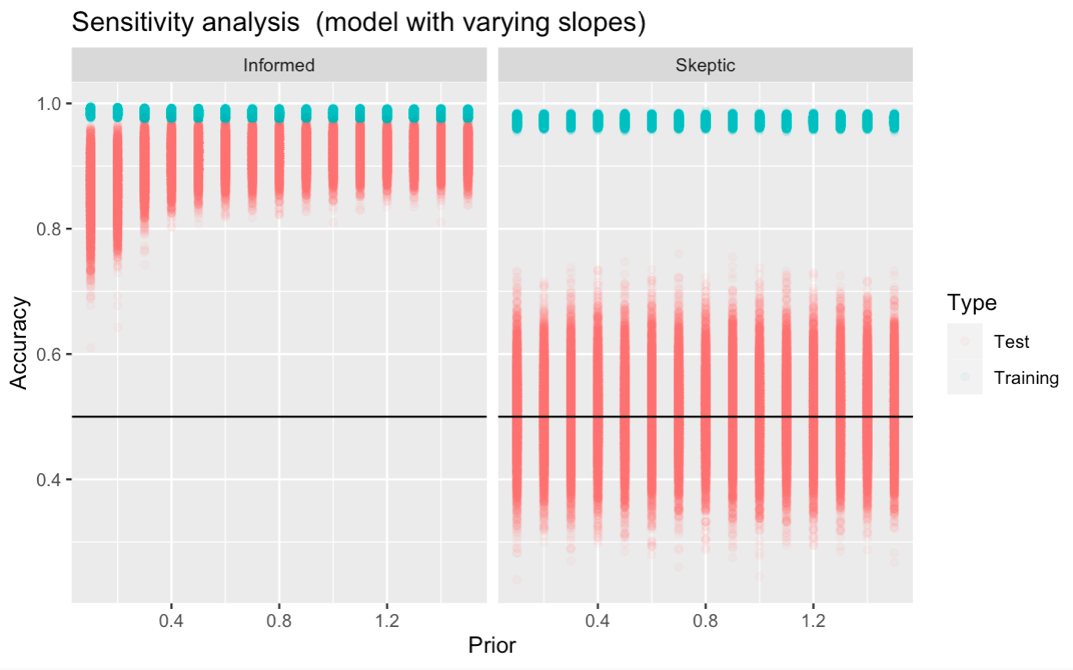 Sensitivity analysis  (model with varying slopes)
Informed
Skeptic
1.0
0.8
0.6
0.4
Accuracy
0.4
0.8
1.2
0.4
0.8
1.2
Prior
Type
Test
Training